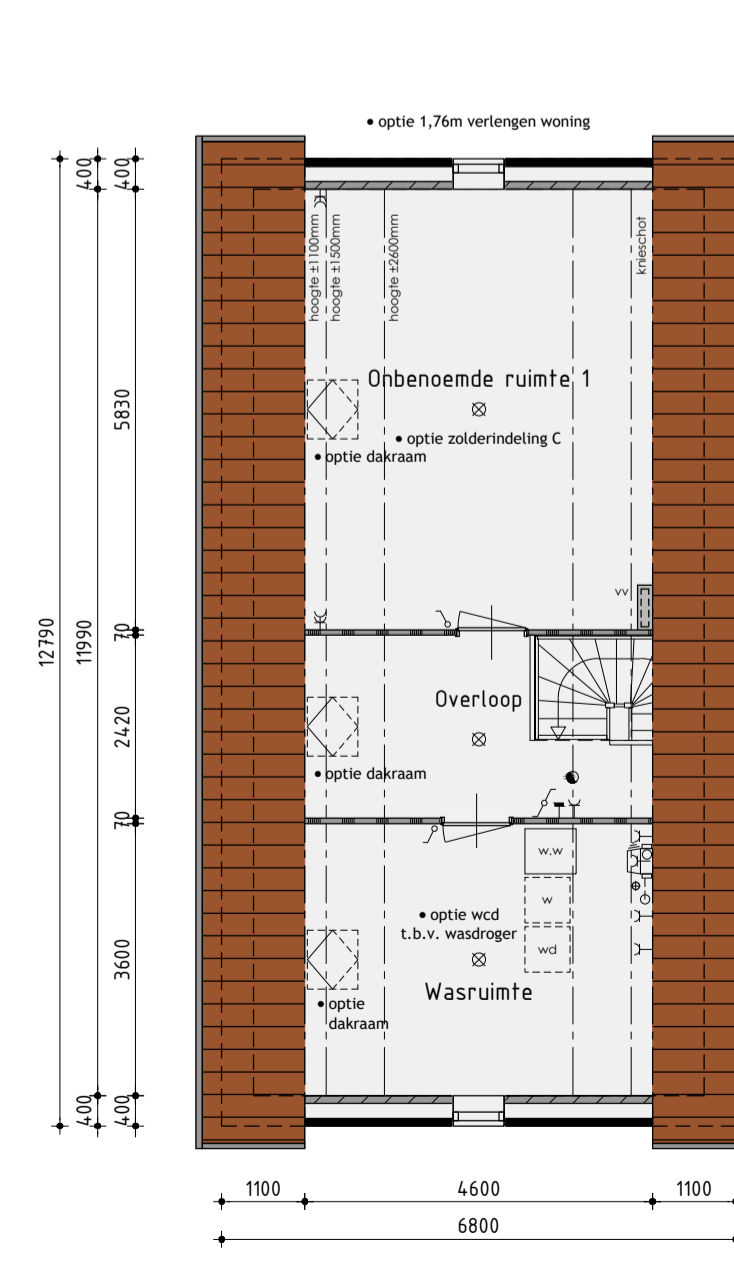 • optie 1,76m verlengen woning
400
400
hoogte ±1100mm
hoogte ±1500mm
hoogte ±2600mm
knieschot
Onbenoemde ruimte 1
• optie zolderindeling C
• optie dakraam
5830
vv
70
12790
11990
Overloop
2420
• optie dakraam
70
w.w
w
wd
• optie wcd
t.b.v. wasdroger
3600
Wasruimte
• optie
dakraam
400
400
1100
4600
1100
6800